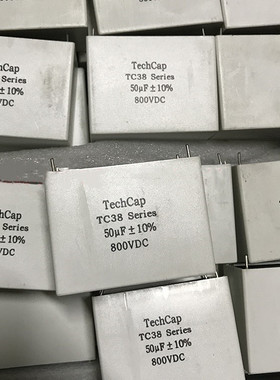 TechCap
TC38 Series
50μF±10%
800VDC
TechCap
TC38 Series
50μF±10%
800VDC
TechCap
TC38 Series
50μF±10%
800VDC